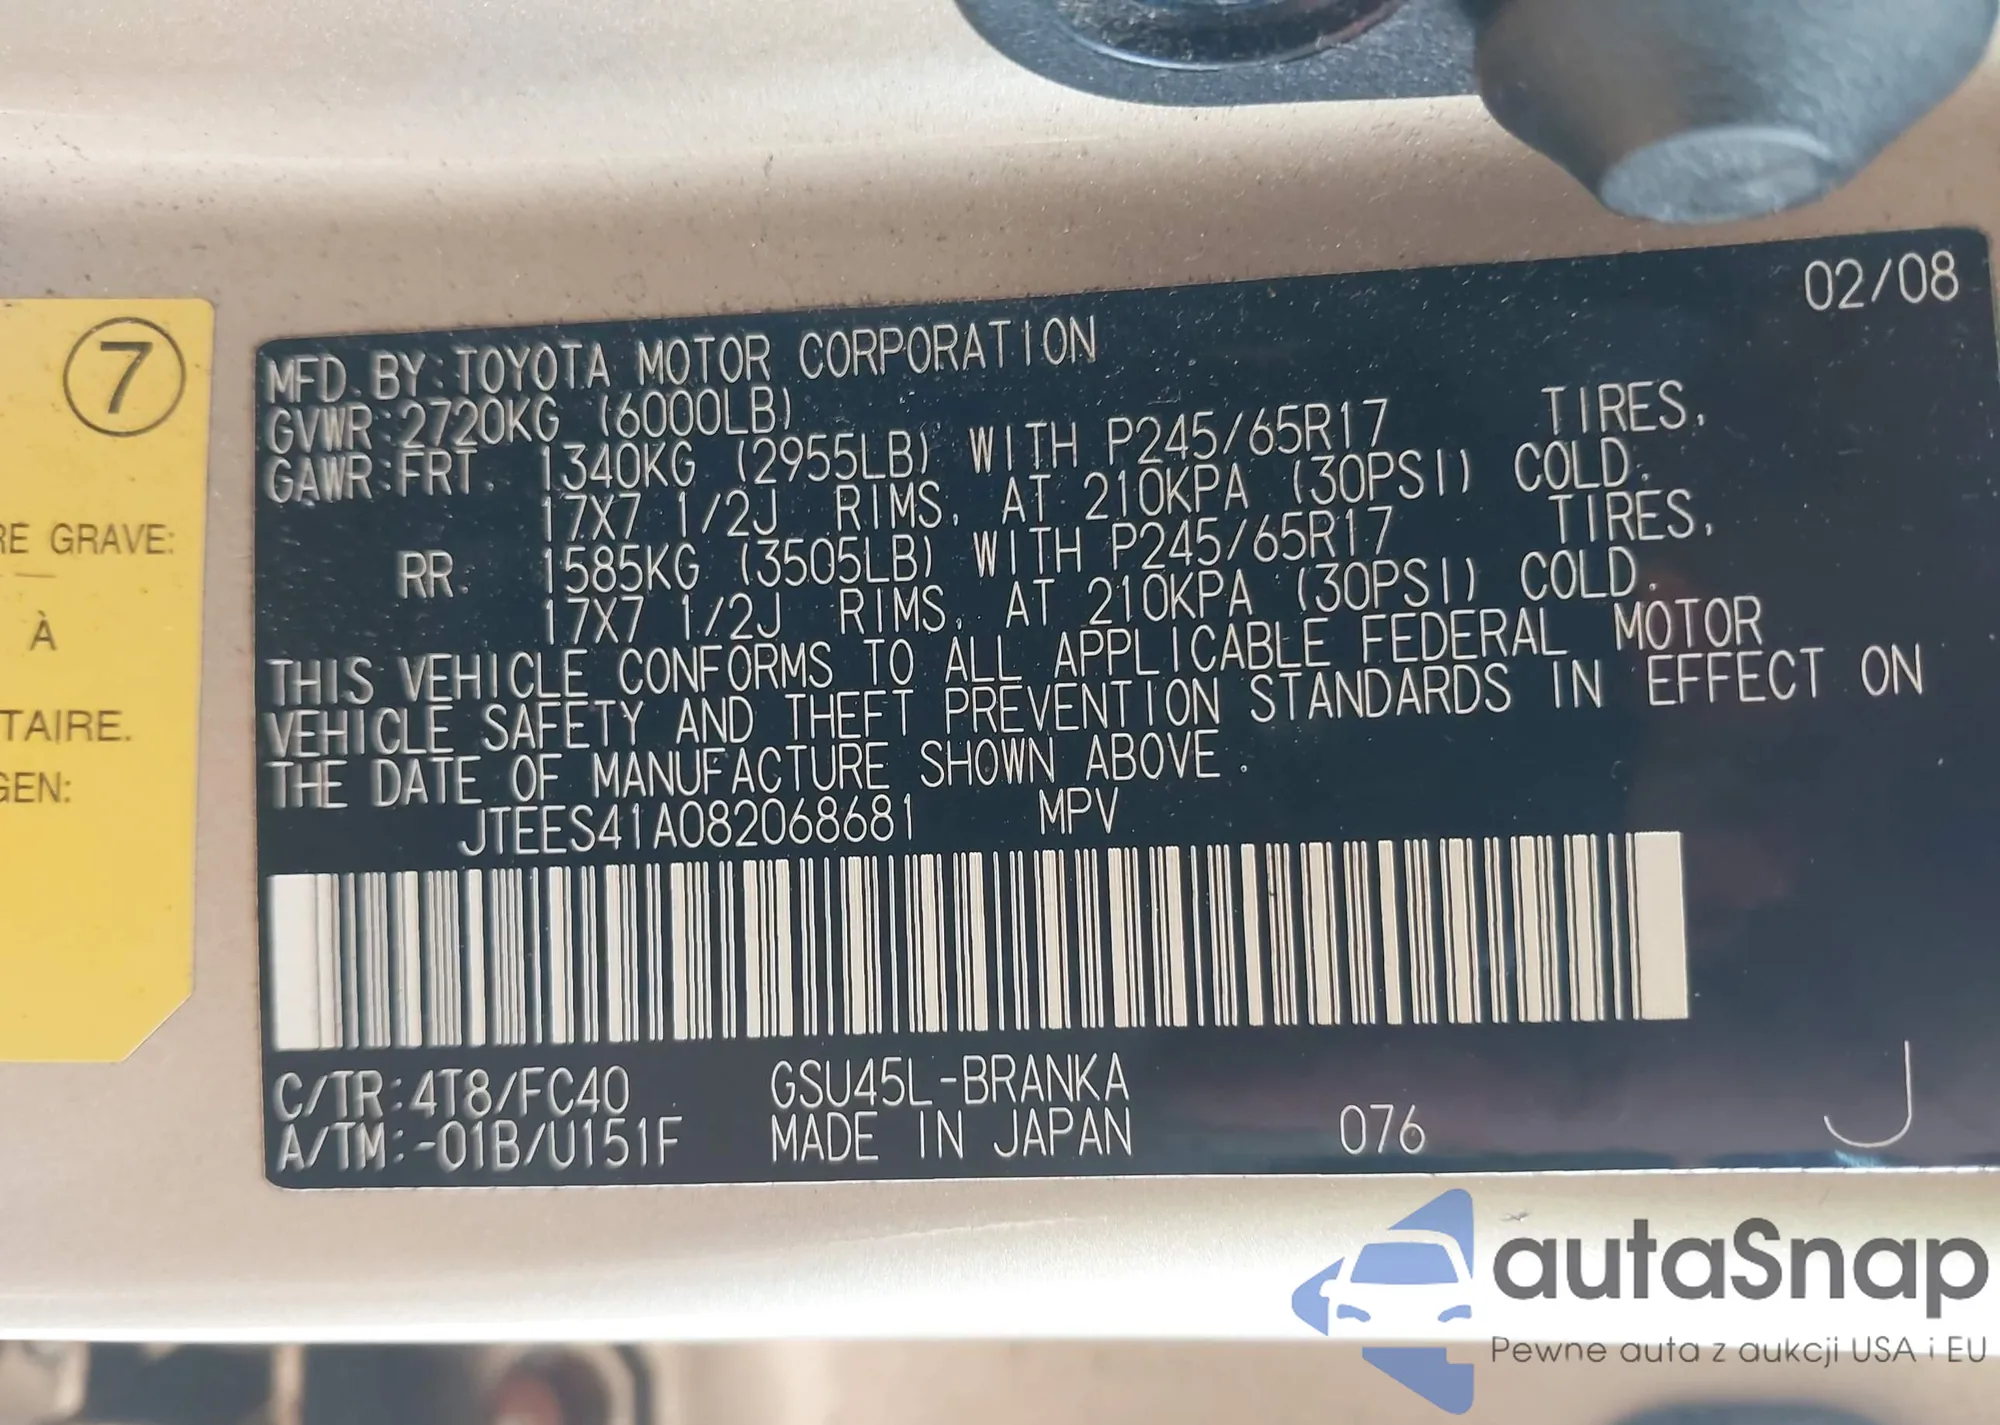 7
RE GRAVE:
À
TAIRE.
GEN:
02/08
MFD. BY:TOYOTA MOTOR CORPORATION
GVWR:2720KG (6000LB)
GAWR:FRT. 1340KG (2955LB) WITH P245/65R17 TIRES,
17X7 1/2J RIMS, AT 210KPA (30PSI) COLD.
RR. 1585KG (3505LB) WITH P245/65R17 TIRES,
17X7 1/2J RIMS, AT 210KPA (30PSI) COLD.
THIS VEHICLE CONFORMS TO ALL APPLICABLE FEDERAL MOTOR
VEHICLE SAFETY AND THEFT PREVENTION STANDARDS IN EFFECT ON
THE DATE OF MANUFACTURE SHOWN ABOVE.
JTEES41A082068681 MPV
C/TR:4T8/FC40 GSU45L-BRANKA
A/TM:-01B/U151F MADE IN JAPAN 076 J
autaSnap
Pewne auta z aukcji USA i EU